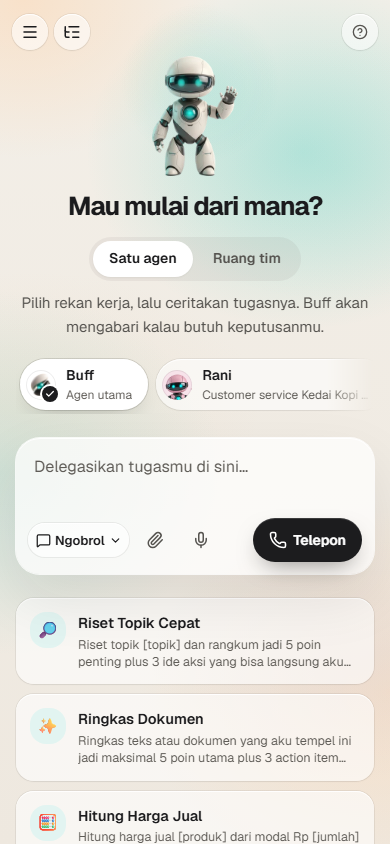 Mau mulai dari mana?
Satu agen
Ruang tim
Pilih rekan kerja, lalu ceritakan tugasnya. Buff akan
mengabari kalau butuh keputusanmu.
Buff
Agen utama
Rani
Customer service Kedai Kopi ...
Delegasikan tugasmu di sini...
Ngobrol
Telepon
Riset Topik Cepat
Riset topik [topik] dan rangkum jadi 5 poin
penting plus 3 ide aksi yang bisa langsung aku...
Ringkas Dokumen
Ringkas teks atau dokumen yang aku tempel ini
jadi maksimal 5 poin utama plus 3 action item...
Hitung Harga Jual
Hitung harga jual [produk] dari modal Rp [jumlah]